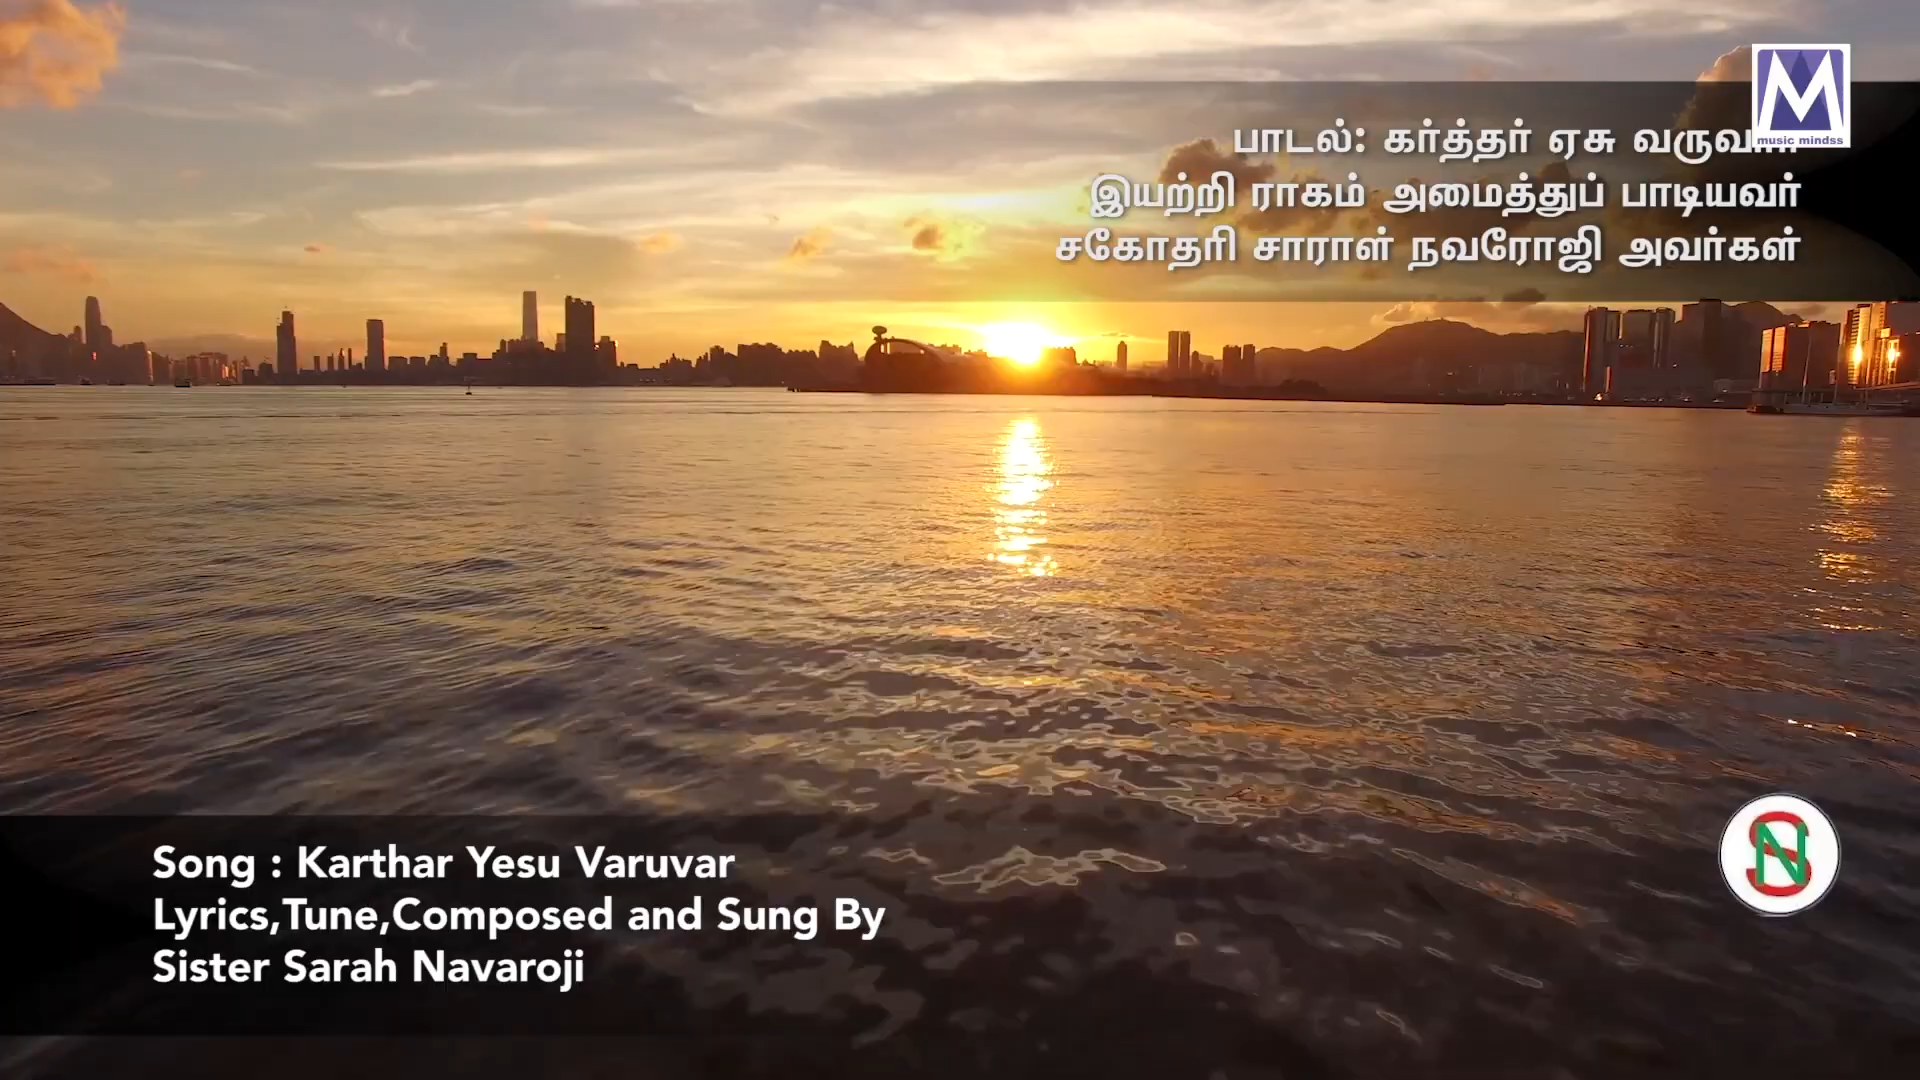 பாடல்: கர்த்தர் ஏசு
இயற்றி ராகம் அமைத்துப் பாடியவர்
சகோதரி சாராள் நவரோஜி அவர்கள்
M
music mindss
Song : Karthar Yesu Varuvar
Lyrics,Tune,Composed and Sung By
Sister Sarah Navaroji
SN